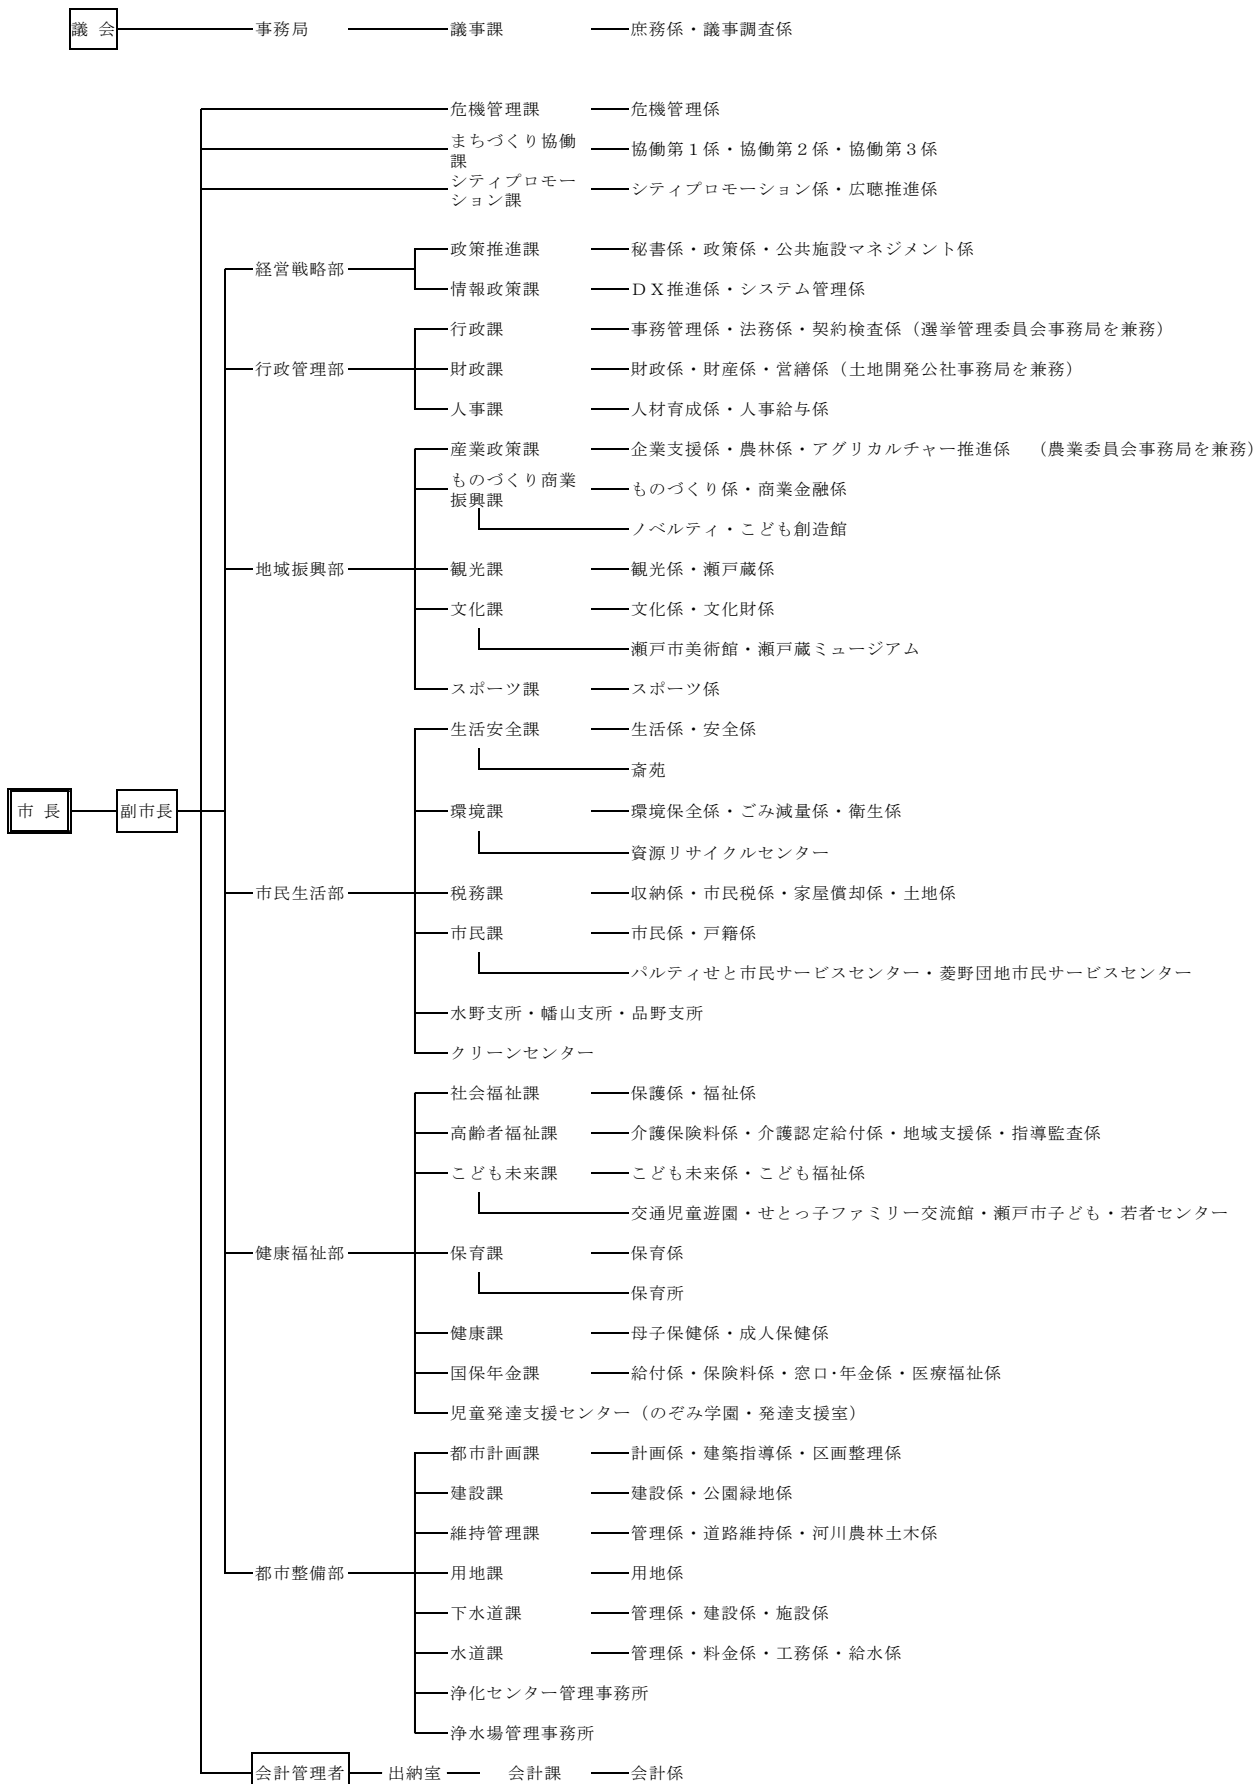 議 会 事務局 議事課 庶務係・議事調査係
危機管理課 危機管理係
まちづくり協働課 協働第１係・協働第２係・協働第３係
シティプロモーション課 シティプロモーション係・広聴推進係
政策推進課 秘書係・政策係・公共施設マネジメント係
経営戦略部
情報政策課 ＤＸ推進係・システム管理係
行政課 事務管理係・法務係・契約検査係（選挙管理委員会事務局を兼務）
行政管理部 財政課 財政係・財産係・営繕係（土地開発公社事務局を兼務）
人事課 人材育成係・人事給与係
産業政策課 企業支援係・農林係・アグリカルチャー推進係 （農業委員会事務局を兼務）
ものづくり商業振興課 ものづくり係・商業金融係
ノベルティ・こども創造館
地域振興部 観光課 観光係・瀬戸蔵係
文化課 文化係・文化財係
瀬戸市美術館・瀬戸蔵ミュージアム
スポーツ課 スポーツ係
生活安全課 生活係・安全係
斎苑
市 長 副市長 環境課 環境保全係・ごみ減量係・衛生係
資源リサイクルセンター
市民生活部 税務課 収納係・市民税係・家屋償却係・土地係
市民課 市民係・戸籍係
パルティせと市民サービスセンター・菱野団地市民サービスセンター
水野支所・幡山支所・品野支所
クリーンセンター
社会福祉課 保護係・福祉係
高齢者福祉課 介護保険料係・介護認定給付係・地域支援係・指導監査係
こども未来課 こども未来係・こども福祉係
交通児童遊園・せとっ子ファミリー交流館・瀬戸市子ども・若者センター
健康福祉部 保育課 保育係
保育所
健康課 母子保健係・成人保健係
国保年金課 給付係・保険料係・窓口・年金係・医療福祉係
児童発達支援センター（のぞみ学園・発達支援室）
都市計画課 計画係・建築指導係・区画整理係
建設課 建設係・公園緑地係
維持管理課 管理係・道路維持係・河川農林土木係
都市整備部 用地課 用地係
下水道課 管理係・建設係・施設係
水道課 管理係・料金係・工務係・給水係
浄化センター管理事務所
浄水場管理事務所
会計管理者 出納室 会計課 会計係